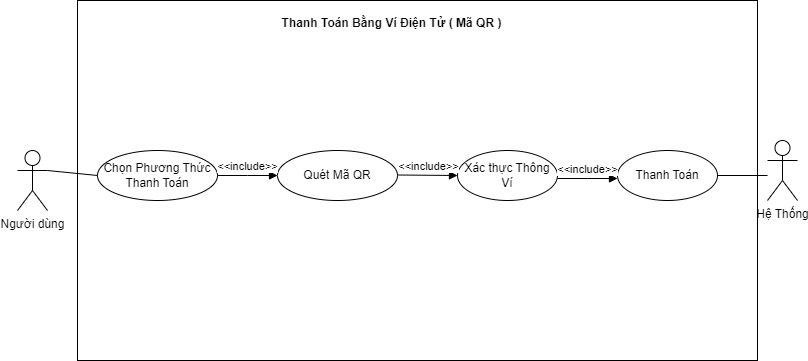 Thanh Toán Bằng Ví Điện Tử ( Mã QR )
Chọn Phương Thức
Thanh Toán
<<include>>
Quét Mã QR
<<include>>
Xác thực Thông
Ví
<<include>>
Thanh Toán
Người dùng
Hệ Thống